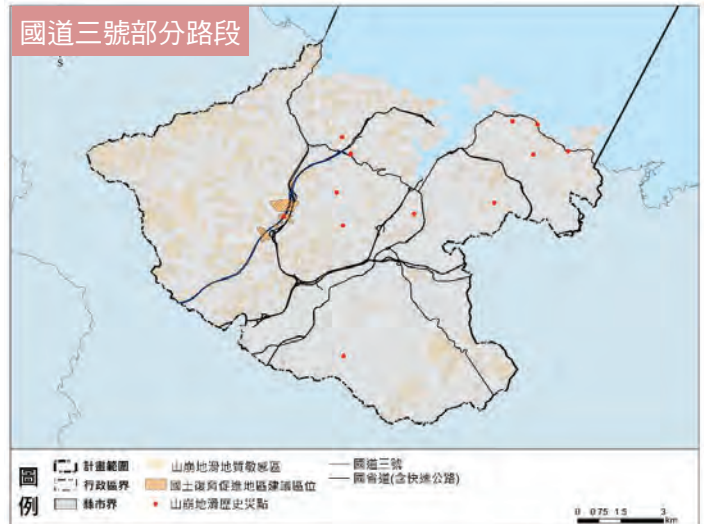 國道三號部分路段
圖例
計畫範圍
行政區界
縣市界
山崩地滑地質敏感區
國土復育促進地區建議區位
山崩地滑歷史災點
國道三號
國省道(含快速公路)
0 0.75 1.5 3
km